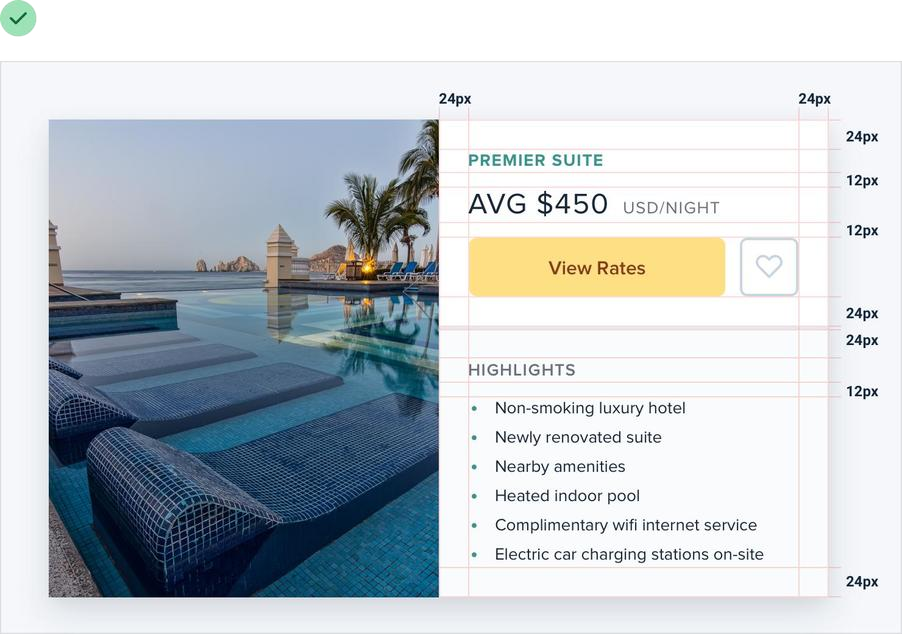 24px
24px
24px
PREMIER SUITE
12px
AVG $450 USD/NIGHT
12px
View Rates
24px
24px
HIGHLIGHTS
12px
Non-smoking luxury hotel
Newly renovated suite
Nearby amenities
Heated indoor pool
Complimentary wifi internet service
Electric car charging stations on-site
24px